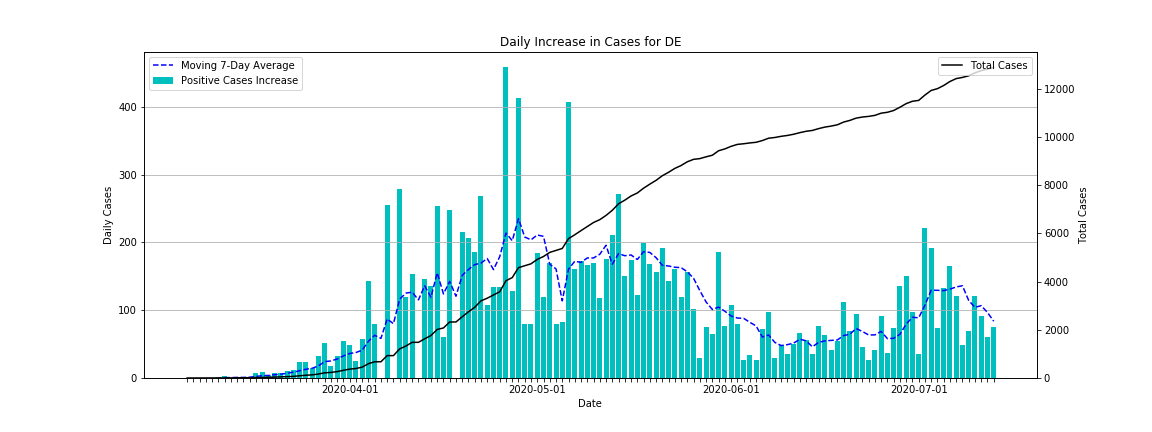 Daily Increase in Cases for DE
Moving 7-Day Average
Positive Cases Increase
Total Cases
400
300
200
100
0
Daily Cases
12000
10000
8000
6000
4000
2000
0
Total Cases
2020-04-01
2020-05-01
2020-06-01
2020-07-01
Date